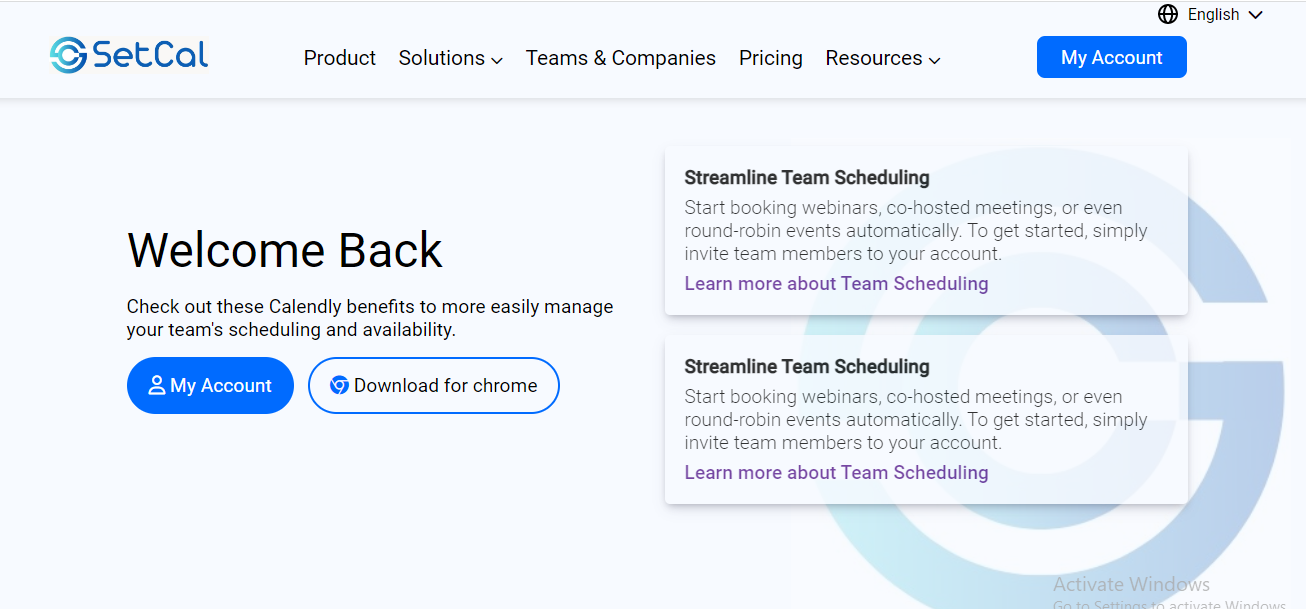 English
SetCal
Product Solutions Teams & Companies Pricing Resources
My Account
Welcome Back
Check out these Calendly benefits to more easily manage
your team's scheduling and availability.
My Account
Download for chrome
Streamline Team Scheduling
Start booking webinars, co-hosted meetings, or even
round-robin events automatically. To get started, simply
invite team members to your account.
Learn more about Team Scheduling
Streamline Team Scheduling
Start booking webinars, co-hosted meetings, or even
round-robin events automatically. To get started, simply
invite team members to your account.
Learn more about Team Scheduling
Activate Windows
Go to Settings to activate Windows.